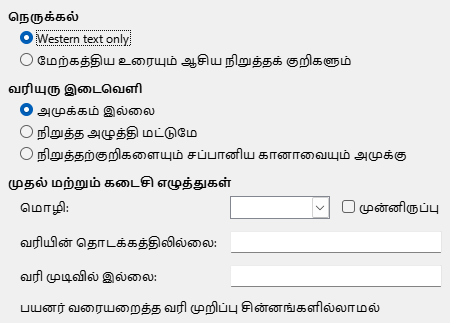 நெருக்கல்
Western text only
மேற்கத்திய உரையும் ஆசிய நிறுத்தக் குறிகளும்
வரியுரு இடைவெளி
அமுக்கம் இல்லை
நிறுத்த அழுத்தி மட்டுமே
நிறுத்தற்குறிகளையும் சப்பானிய கானாவையும் அமுக்கு
முதல் மற்றும் கடைசி எழுத்துகள்
மொழி: முன்னிருப்பு
வரியின் தொடக்கத்திலில்லை:
வரி முடிவில் இல்லை:
பயனர் வரையறைத்த வரி முறிப்பு சின்னங்களில்லாமல்